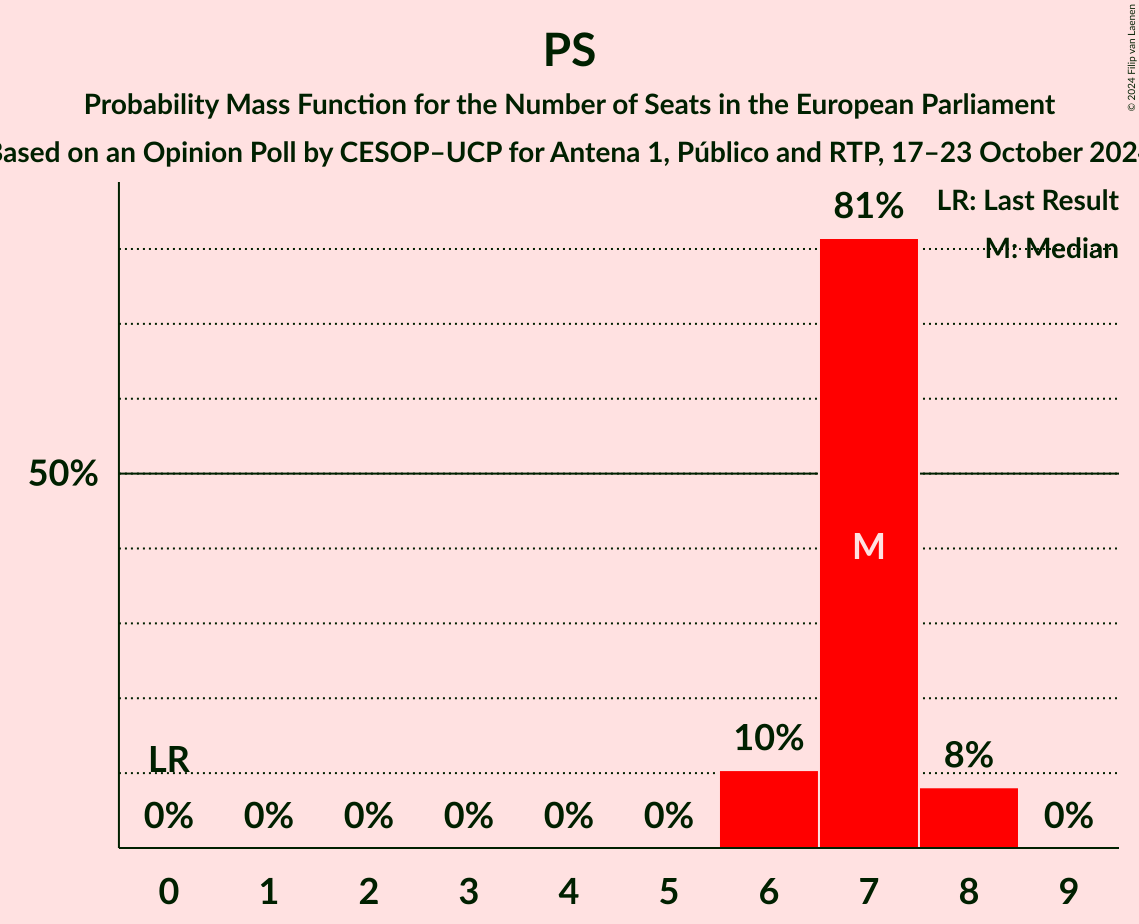 PS
Probability Mass Function for the Number of Seats in the European Parliament
Based on an Opinion Poll by CESOP–UCP for Antena 1, Público and RTP, 17–23 October 2024
© 2024 Filip van Laenen
LR: Last Result
M: Median
81%
50%
M
10%
8%
LR
0% 0% 0% 0% 0% 0% 0%
0 1 2 3 4 5 6 7 8 9